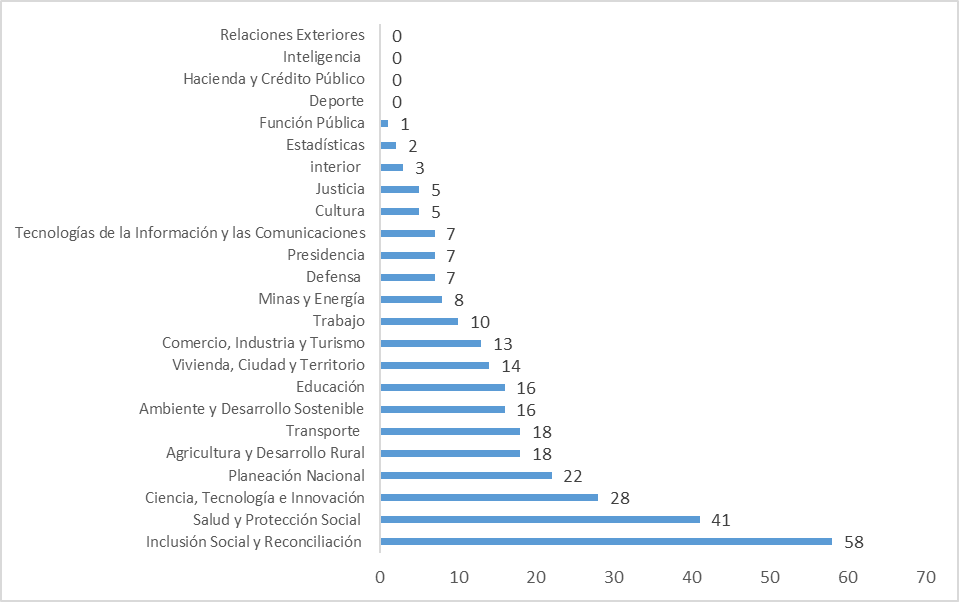 Relaciones Exteriores 0
Inteligencia 0
Hacienda y Crédito Público 0
Deporte 0
Función Pública 1
Estadísticas 2
interior 3
Justicia 5
Cultura 5
Tecnologías de la Información y las Comunicaciones 7
Presidencia 7
Defensa 7
Minas y Energía 8
Trabajo 10
Comercio, Industria y Turismo 13
Vivienda, Ciudad y Territorio 14
Educación 16
Ambiente y Desarrollo Sostenible 16
Transporte 18
Agricultura y Desarrollo Rural 18
Planeación Nacional 22
Ciencia, Tecnología e Innovación 28
Salud y Protección Social 41
Inclusión Social y Reconciliación 58
0 10 20 30 40 50 60 70